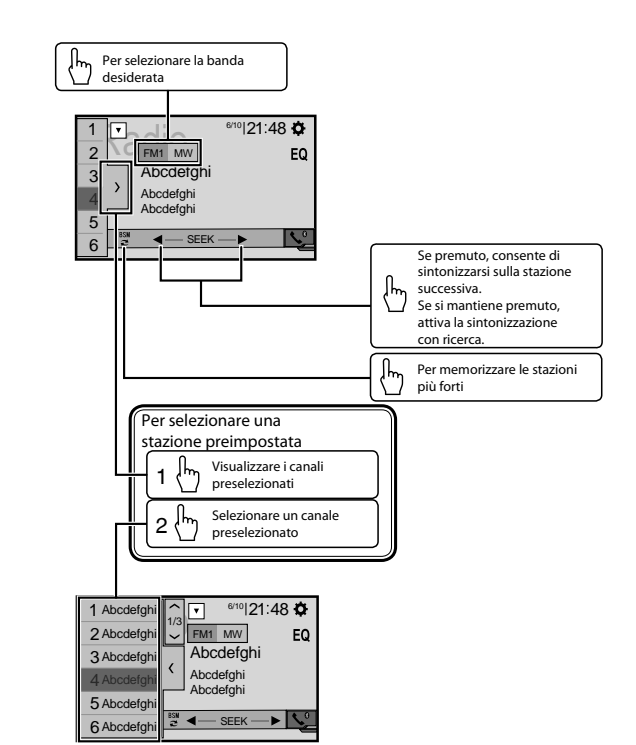 Per selezionare la banda
desiderata
Radio
1
2
3
4
5
6
6/10 21:48
FM1 MW
EQ
Abcdefghi
Abcdefghi
Abcdefghi
BSM
SEEK
Se premuto, consente di
sintonizzarsi sulla stazione
successiva.
Se si mantiene premuto,
attiva la sintonizzazione
con ricerca.
Per memorizzare le stazioni
più forti
Per selezionare una
stazione preimpostata
1 Visualizzare i canali
preselezionati
2 Selezionare un canale
preselezionato
1 Abcdefghi
2 Abcdefghi
3 Abcdefghi
4 Abcdefghi
5 Abcdefghi
6 Abcdefghi
1/3
6/10 21:48
FM1 MW
EQ
Abcdefghi
Abcdefghi
Abcdefghi
BSM
SEEK